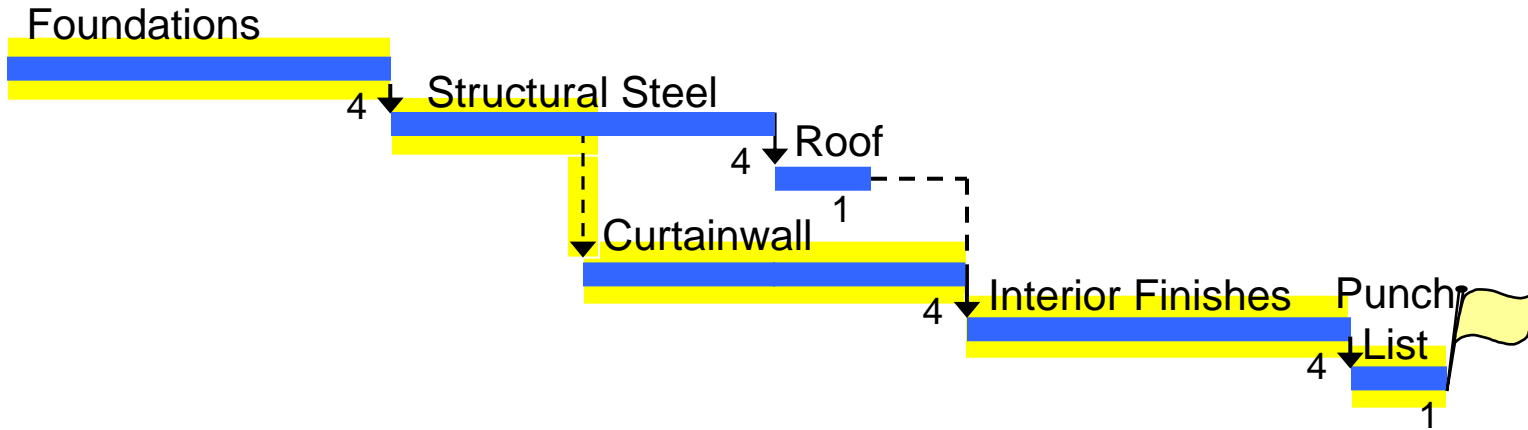 Foundations
4
Structural Steel
4
Roof
1
Curtainwall
4
Interior Finishes
4
Punch
List
1